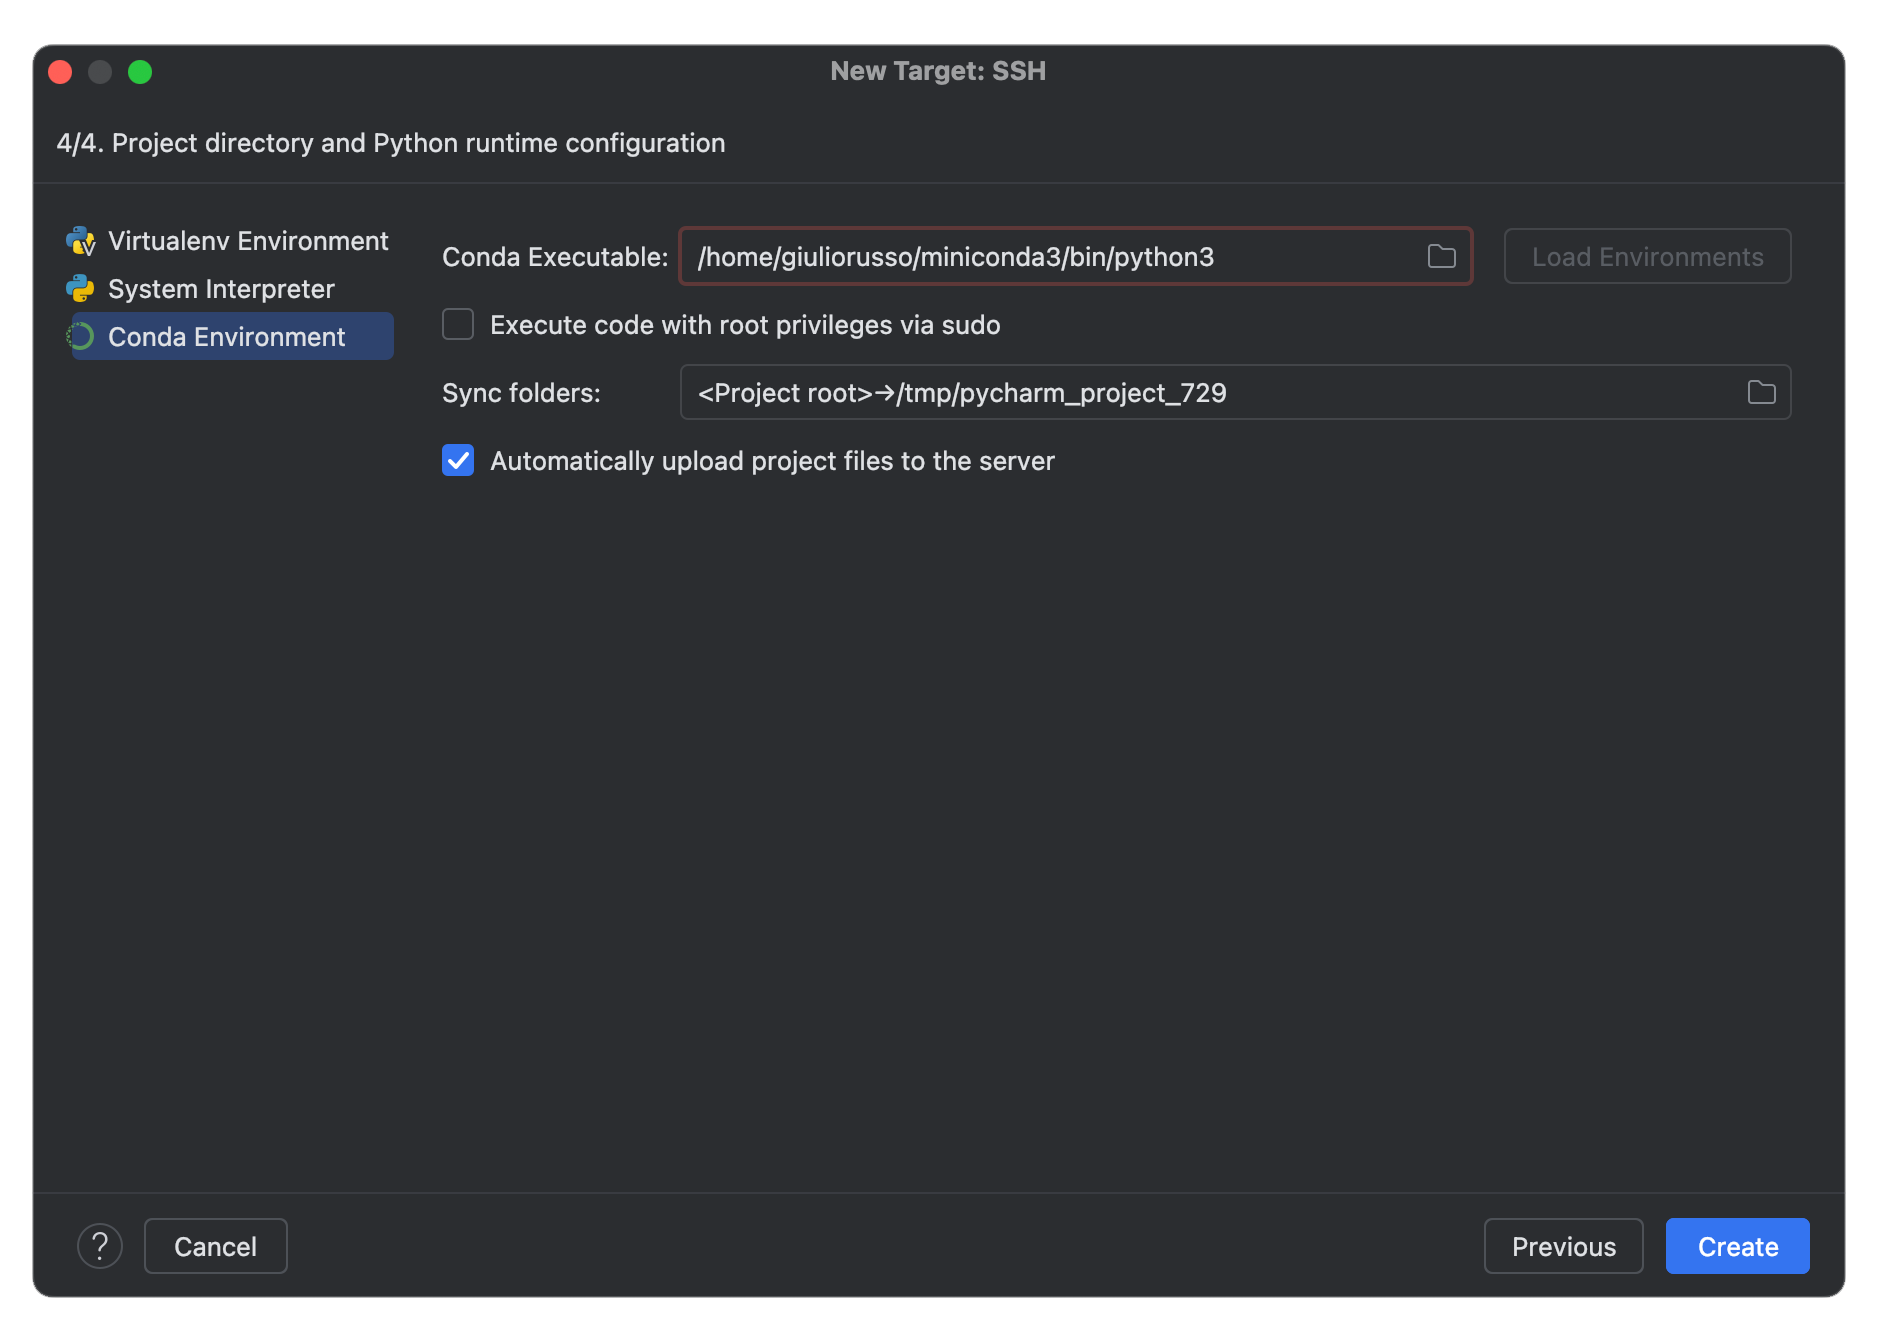 New Target: SSH
4/4. Project directory and Python runtime configuration
Virtualenv Environment
System Interpreter
Conda Environment
Conda Executable: /home/giuliorusso/miniconda3/bin/python3 Load Environments
Execute code with root privileges via sudo
Sync folders: <Project root>→/tmp/pycharm_project_729
Automatically upload project files to the server
? Cancel Previous Create